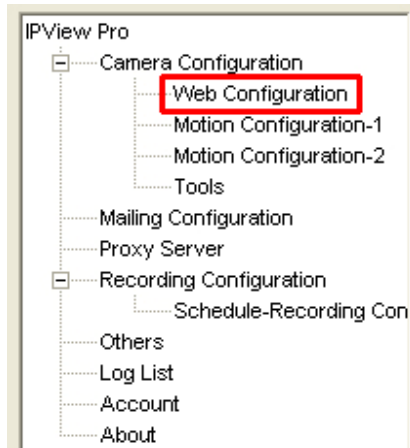 IPView Pro
Camera Configuration
Web Configuration
Motion Configuration-1
Motion Configuration-2
Tools
Mailing Configuration
Proxy Server
Recording Configuration
Schedule-Recording Con
Others
Log List
Account
About